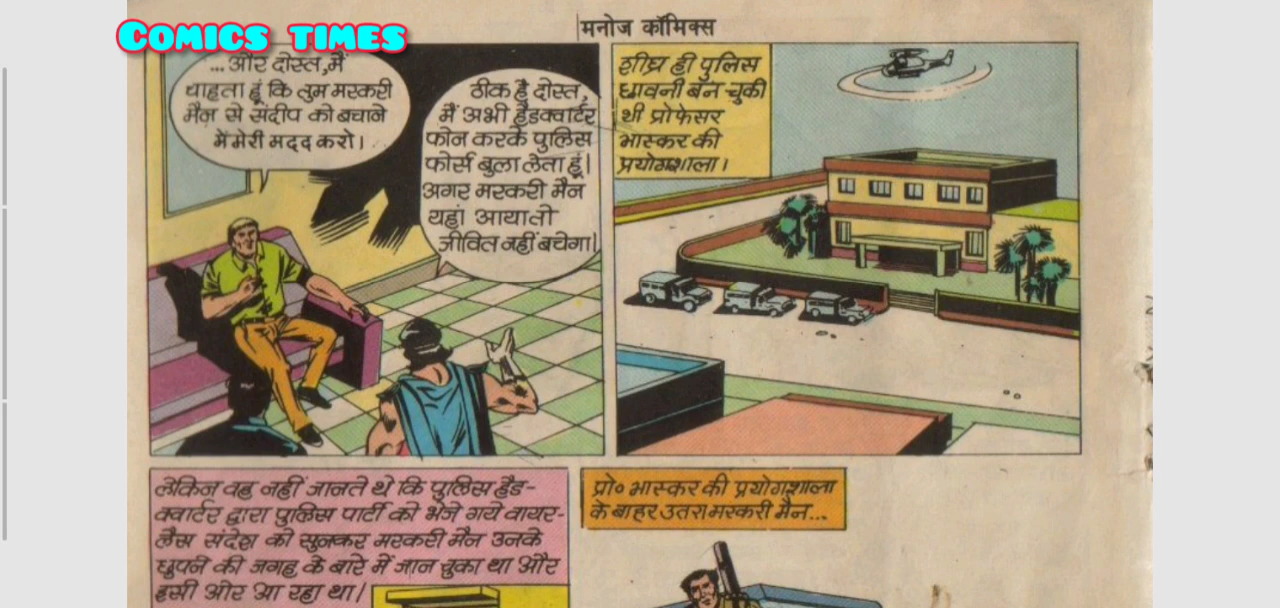 COMICS TIMES
मनोज कॉमिक्स
...और दोस्त, मैं
चाहता हूं कि तुम मरकरी
मैन से संदीप को बचाने
में मेरी मदद करो।
ठीक है दोस्त,
मैं अभी हैडक्वार्टर
फोन करके पुलिस
फोर्स बुला लेता हूं।
अगर मरकरी मैन
यहां आया तो
जीवित नहीं बचेगा।
शीघ्र ही पुलिस
छावनी बन चुकी
थी प्रोफेसर
भास्कर की
प्रयोगशाला।
लेकिन वह नहीं जानते थे कि पुलिस हैड-
क्वार्टर द्वारा पुलिस पार्टी को भेजे गये वायर-
लैस संदेश को सुनकर मरकरी मैन उनके
छुपने की जगह के बारे में जान चुका था और
इसी ओर आ रहा था।
प्रो० भास्कर की प्रयोगशाला
के बाहर उतरा मरकरी मैन...